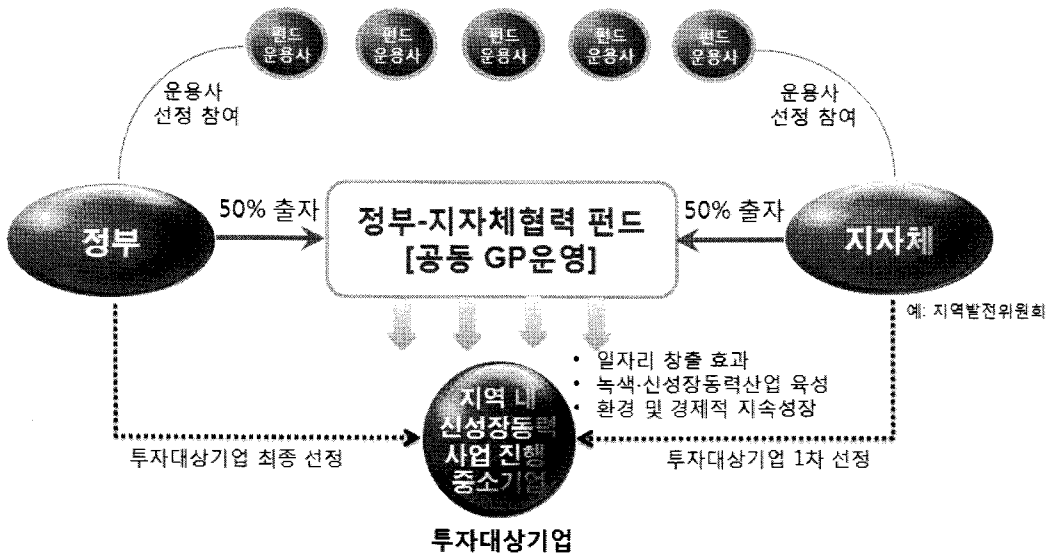 펀드
운용사
펀드
운용사
펀드
운용사
펀드
운용사
펀드
운용사
운용사
선정 참여
운용사
선정 참여
정부
50% 출자
정부-지자체협력 펀드
[공동 GP운영]
50% 출자
지자체
예: 지역발전위원회
• 일자리 창출 효과
• 녹색·신성장동력산업 육성
• 환경 및 경제적 지속성장
지역 내
신성장동력
사업 진행
중소기업
투자대상기업 최종 선정
투자대상기업 1차 선정
투자대상기업